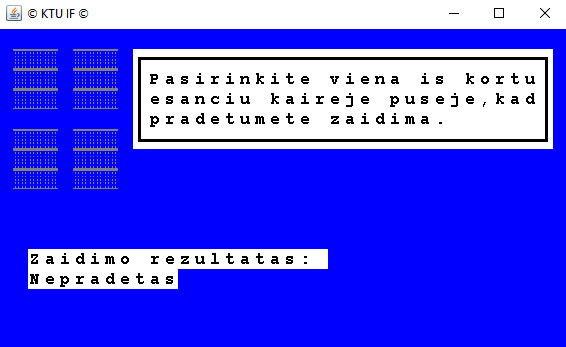 © KTU IF ©
Pasirinkite viena is kortu
esanciu kaireje puseje,kad
pradetumete zaidima.
Zaidimo rezultatas:
Nepradetas